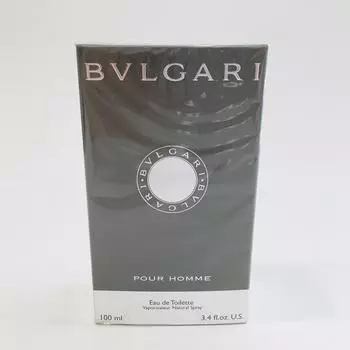 BVLGARI
BVLGARI • BVLGARI •
POUR HOMME
Eau de Toilette
Vaporisateur Natural Spray
100 ml 3.4 fl.oz. U.S.